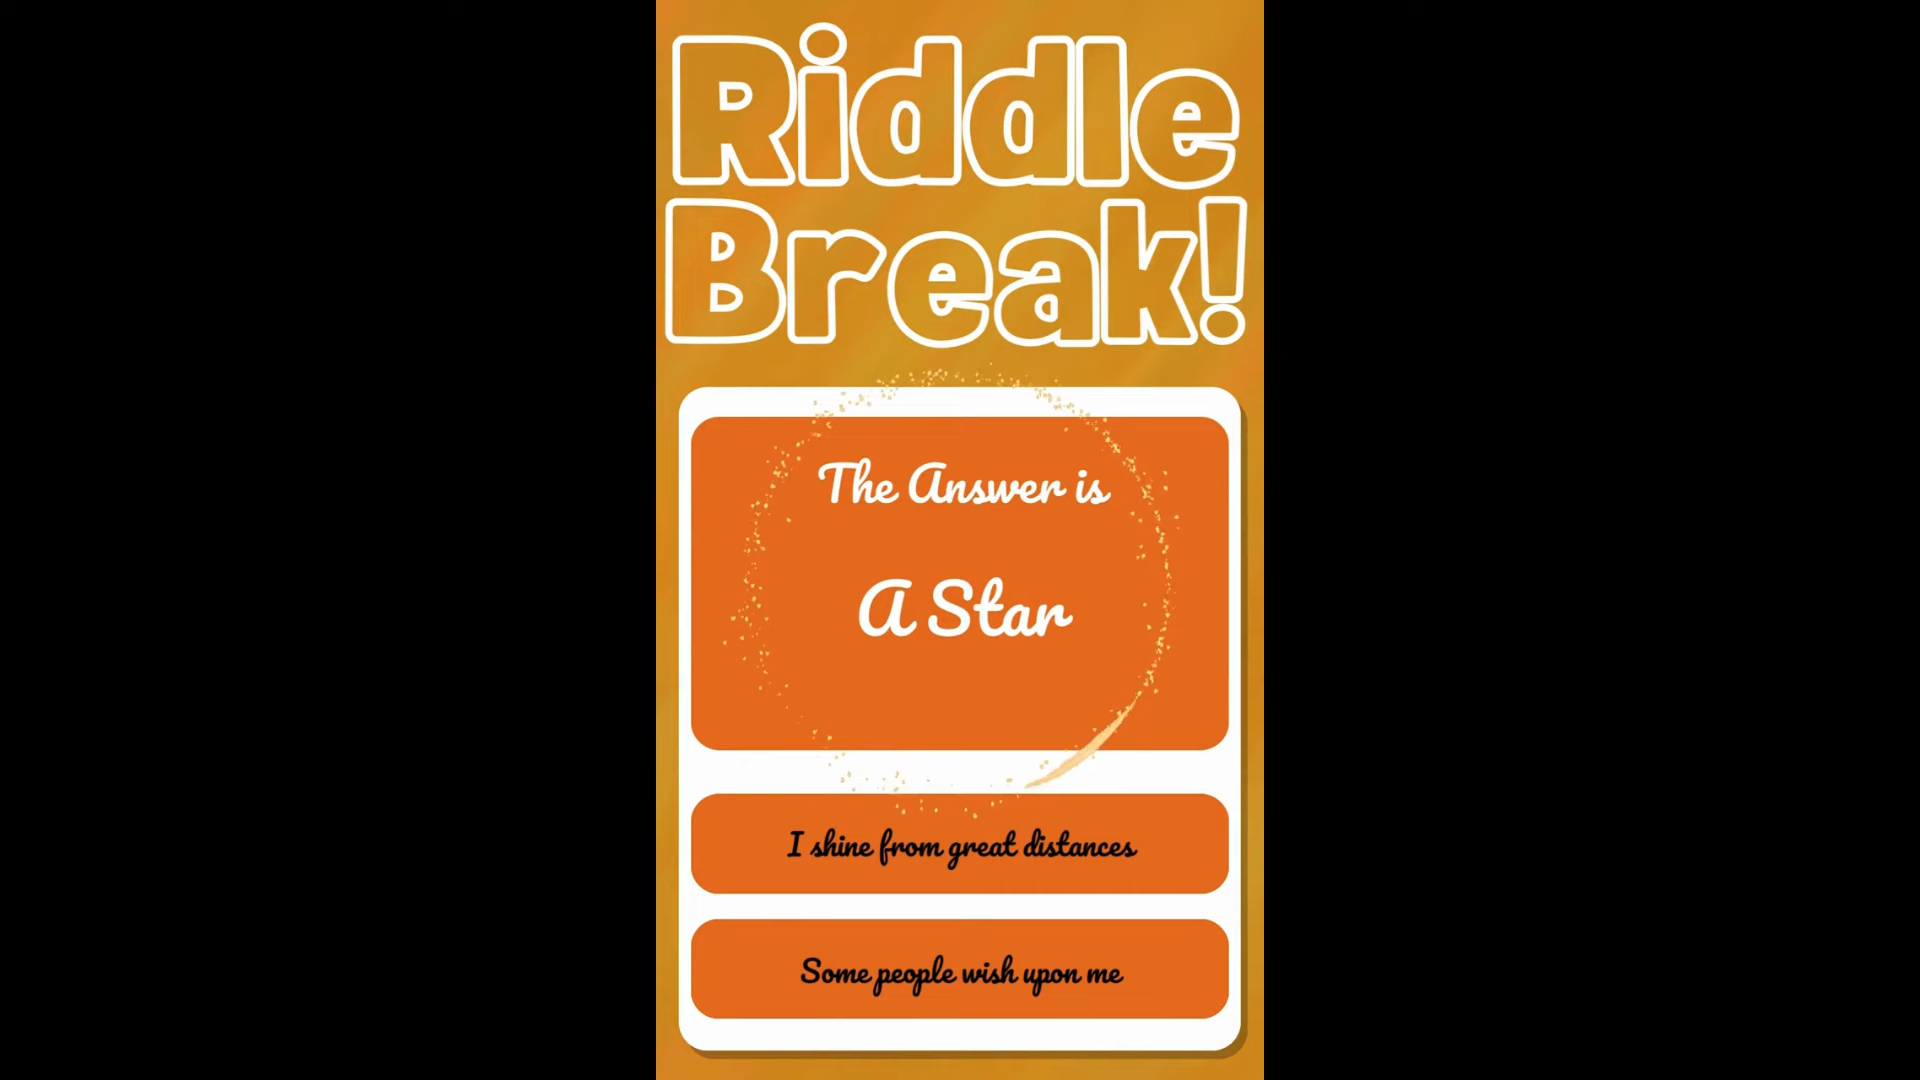 Riddle
Break!
The Answer is
A Star
I shine from great distances
Some people wish upon me